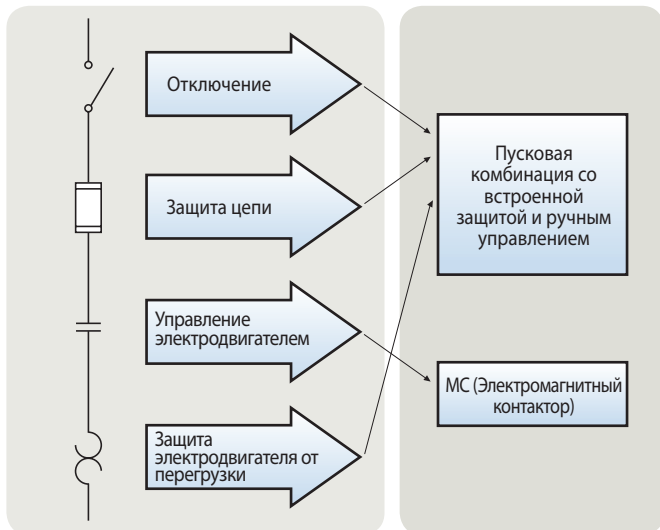 Отключение
Защита цепи
Управление
электродвигателем
Защита
электродвигателя от
перегрузки
Пусковая
комбинация со
встроенной
защитой и ручным
управлением
МС (Электромагнитный
контактор)